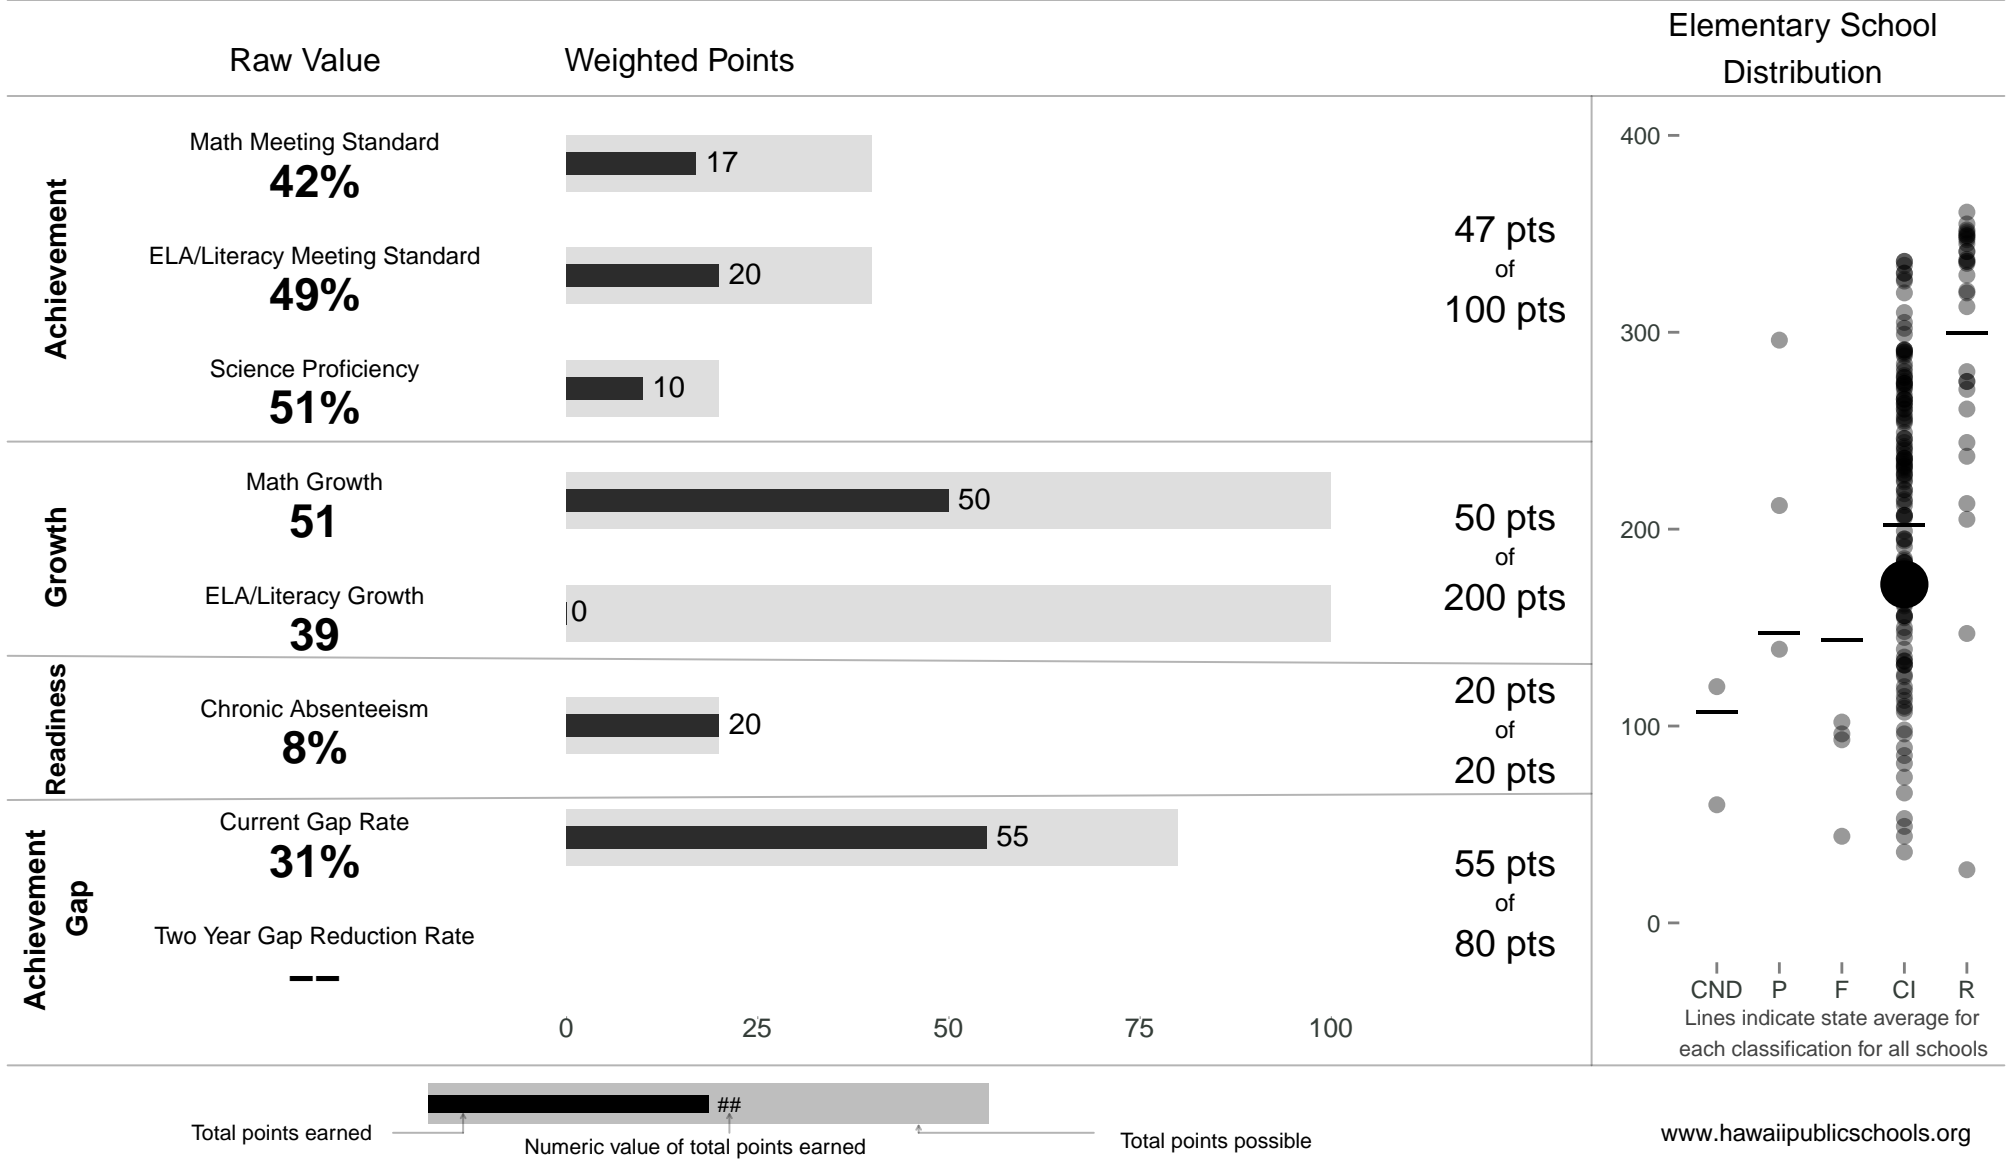 Raw Value
Weighted Points
Elementary School
Distribution
Achievement
Math Meeting Standard
42%
17
ELA/Literacy Meeting Standard
49%
20
Science Proficiency
51%
10
47 pts
of
100 pts
Growth
Math Growth
51
50
ELA/Literacy Growth
39
0
50 pts
of
200 pts
Readiness
Chronic Absenteeism
8%
20
20 pts
of
20 pts
Achievement
Gap
Current Gap Rate
31%
55
Two Year Gap Reduction Rate
--
55 pts
of
80 pts
0 25 50 75 100
400
300
200
100
0
CND P F CI R
Lines indicate state average for
each classification for all schools
##
Total points earned
Numeric value of total points earned
Total points possible
www.hawaiipublicschools.org